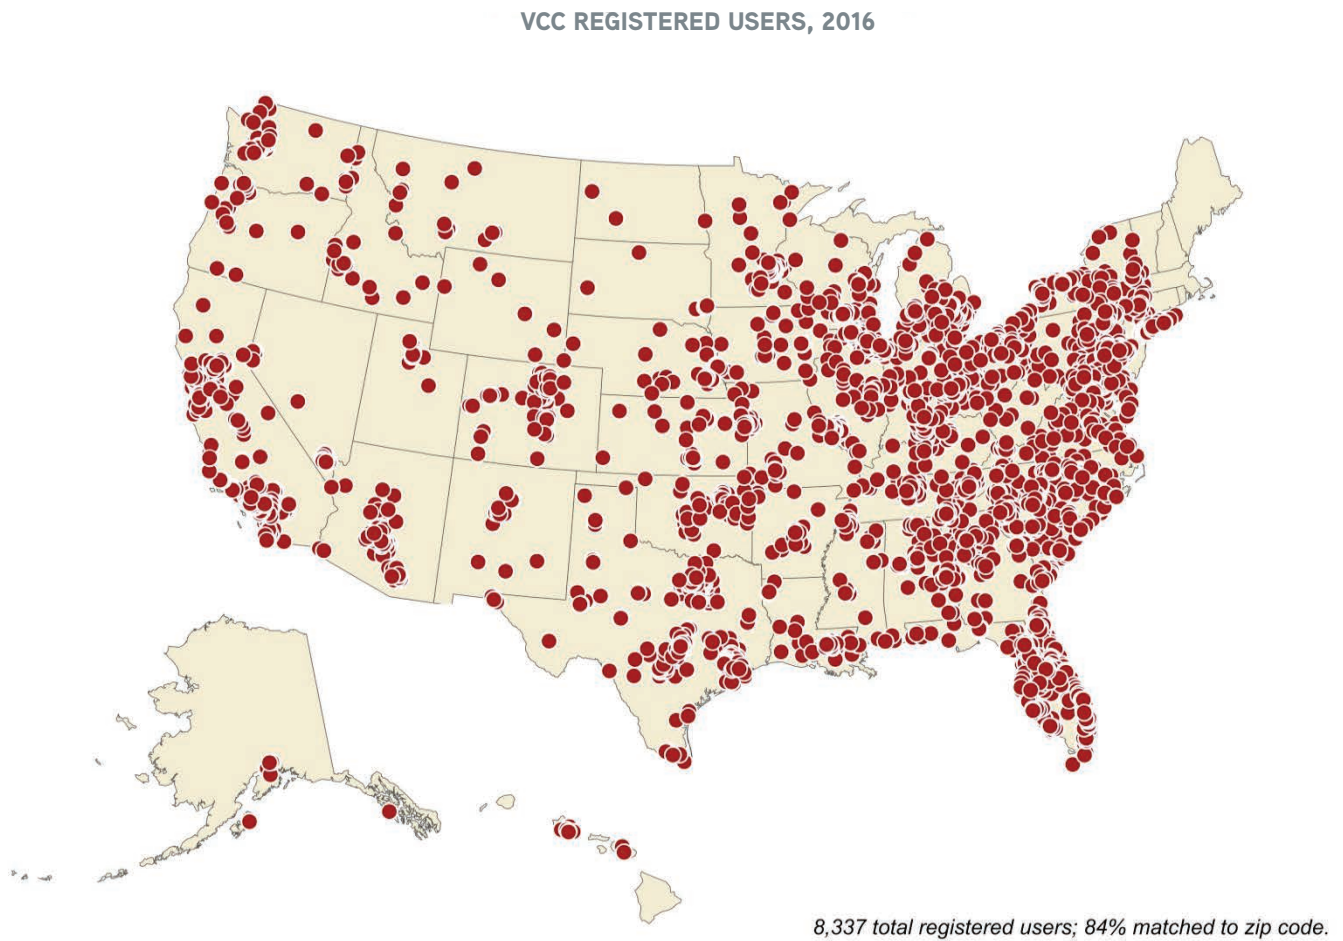 VCC REGISTERED USERS, 2016
8,337 total registered users; 84% matched to zip code.